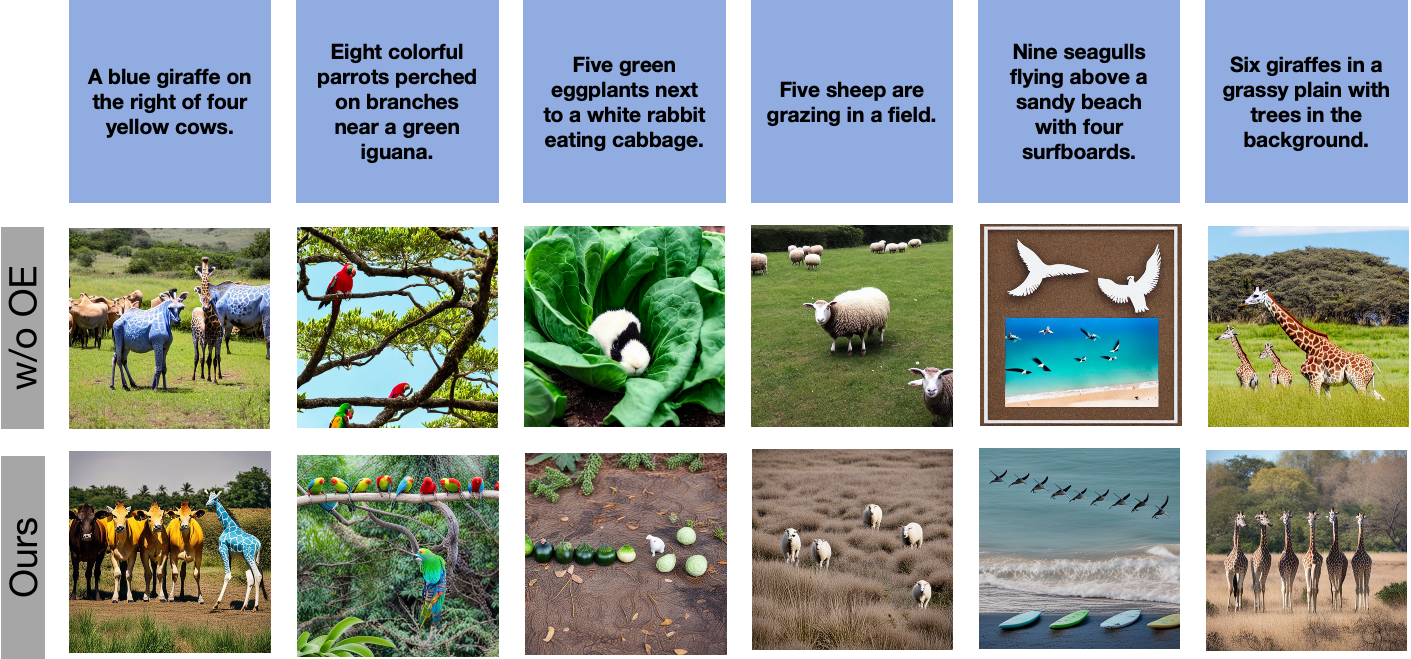 A blue giraffe on
the right of four
yellow cows.
Eight colorful
parrots perched
on branches
near a green
iguana.
Five green
eggplants next
to a white rabbit
eating cabbage.
Five sheep are
grazing in a field.
Nine seagulls
flying above a
sandy beach
with four
surfboards.
Six giraffes in a
grassy plain with
trees in the
background.
w/o OE
Ours